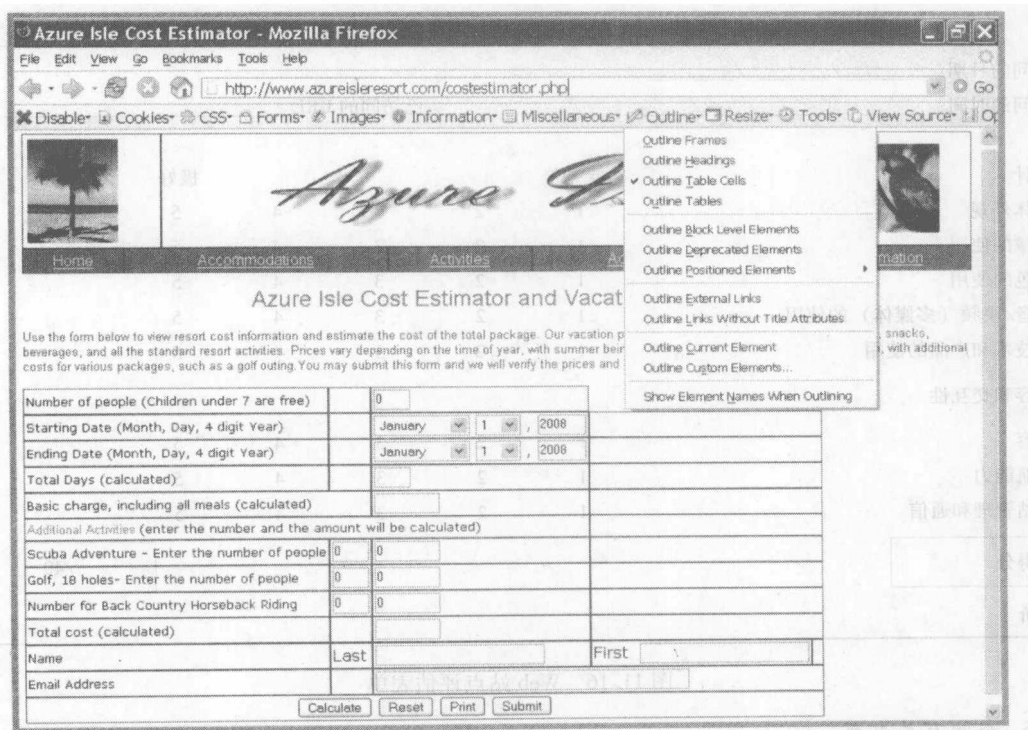 Azure Isle Cost Estimator - Mozilla Firefox
File Edit View Go Bookmarks Tools Help
http://www.azureisleresort.com/costestimator.php
Go
Disable Cookies CSS Forms Images Information Miscellaneous Outline Resize Tools View Source Op
Outline Frames
Outline Headings
Outline Table Cells
Outline Tables
Outline Block Level Elements
Outline Deprecated Elements
Outline Positioned Elements
Outline External Links
Outline Links Without Title Attributes
Outline Current Element
Outline Custom Elements...
Show Element Names When Outlining
Azure
Home Accommodations Activities mation
Azure Isle Cost Estimator and Vacat
Use the form below to view resort cost information and estimate the cost of the total package. Our vacation p , snacks,
beverages, and all the standard resort activities. Prices vary depending on the time of year, with summer bein , with additional
costs for various packages, such as a golf outing. You may submit this form and we will verify the prices and
Number of people (Children under 7 are free) 0
Starting Date (Month, Day, 4 digit Year) January 1 , 2008
Ending Date (Month, Day, 4 digit Year) January 1 , 2008
Total Days (calculated)
Basic charge, including all meals (calculated)
Additional Activities (enter the number and the amount will be calculated)
Scuba Adventure - Enter the number of people 0 0
Golf, 18 holes- Enter the number of people 0 0
Number for Back Country Horseback Riding 0 0
Total cost (calculated)
Name Last First
Email Address
Calculate Reset Print Submit